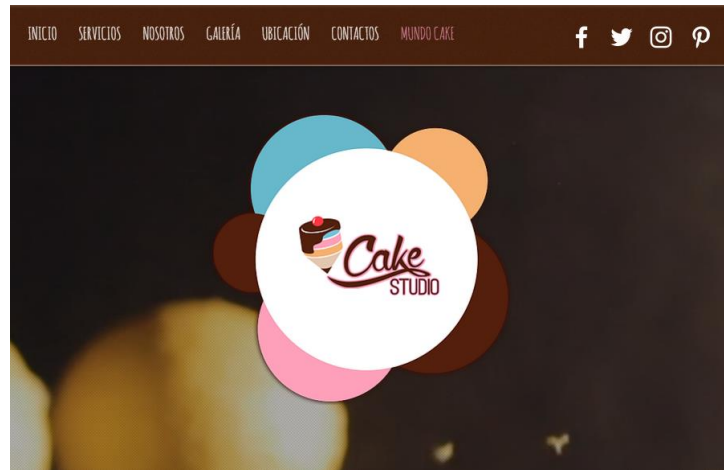 INICIO SERVICIOS NOSOTROS GALERÍA UBICACIÓN CONTACTOS MUNDO CAKE
Cake
STUDIO